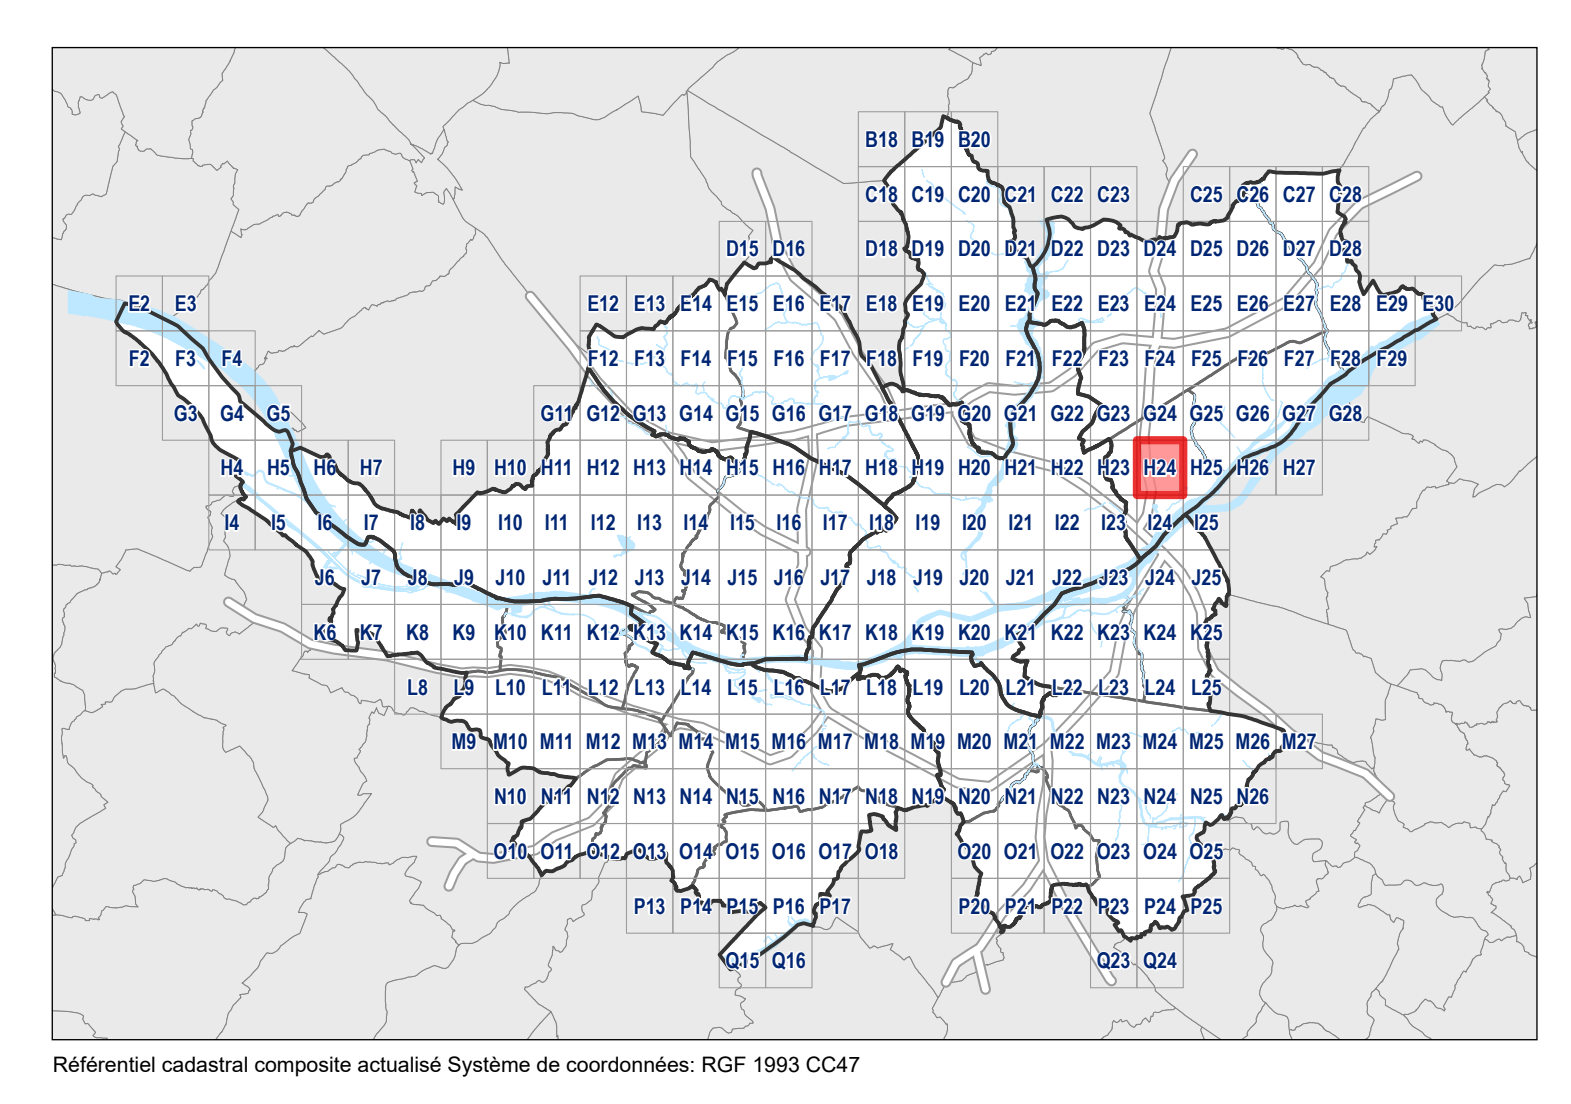 B18 B19 B20
C18 C19 C20 C21 C22 C23 C25 C26 C27 C28
D15 D16 D18 D19 D20 D21 D22 D23 D24 D25 D26 D27 D28
E2 E3 E12 E13 E14 E15 E16 E17 E18 E19 E20 E21 E22 E23 E24 E25 E26 E27 E28 E29 E30
F2 F3 F4 F12 F13 F14 F15 F16 F17 F18 F19 F20 F21 F22 F23 F24 F25 F26 F27 F28 F29
G3 G4 G5 G11 G12 G13 G14 G15 G16 G17 G18 G19 G20 G21 G22 G23 G24 G25 G26 G27 G28
H4 H5 H6 H7 H9 H10 H11 H12 H13 H14 H15 H16 H17 H18 H19 H20 H21 H22 H23 H24 H25 H26 H27
I4 I5 I6 I7 I8 I9 I10 I11 I12 I13 I14 I15 I16 I17 I18 I19 I20 I21 I22 I23 I24 I25
J6 J7 J8 J9 J10 J11 J12 J13 J14 J15 J16 J17 J18 J19 J20 J21 J22 J23 J24 J25
K6 K7 K8 K9 K10 K11 K12 K13 K14 K15 K16 K17 K18 K19 K20 K21 K22 K23 K24 K25
L8 L9 L10 L11 L12 L13 L14 L15 L16 L17 L18 L19 L20 L21 L22 L23 L24 L25
M9 M10 M11 M12 M13 M14 M15 M16 M17 M18 M19 M20 M21 M22 M23 M24 M25 M26 M27
N10 N11 N12 N13 N14 N15 N16 N17 N18 N19 N20 N21 N22 N23 N24 N25 N26
O10 O11 O12 O13 O14 O15 O16 O17 O18 O20 O21 O22 O23 O24 O25
P13 P14 P15 P16 P17 P20 P21 P22 P23 P24 P25
Q15 Q16 Q23 Q24
Référentiel cadastral composite actualisé Système de coordonnées: RGF 1993 CC47